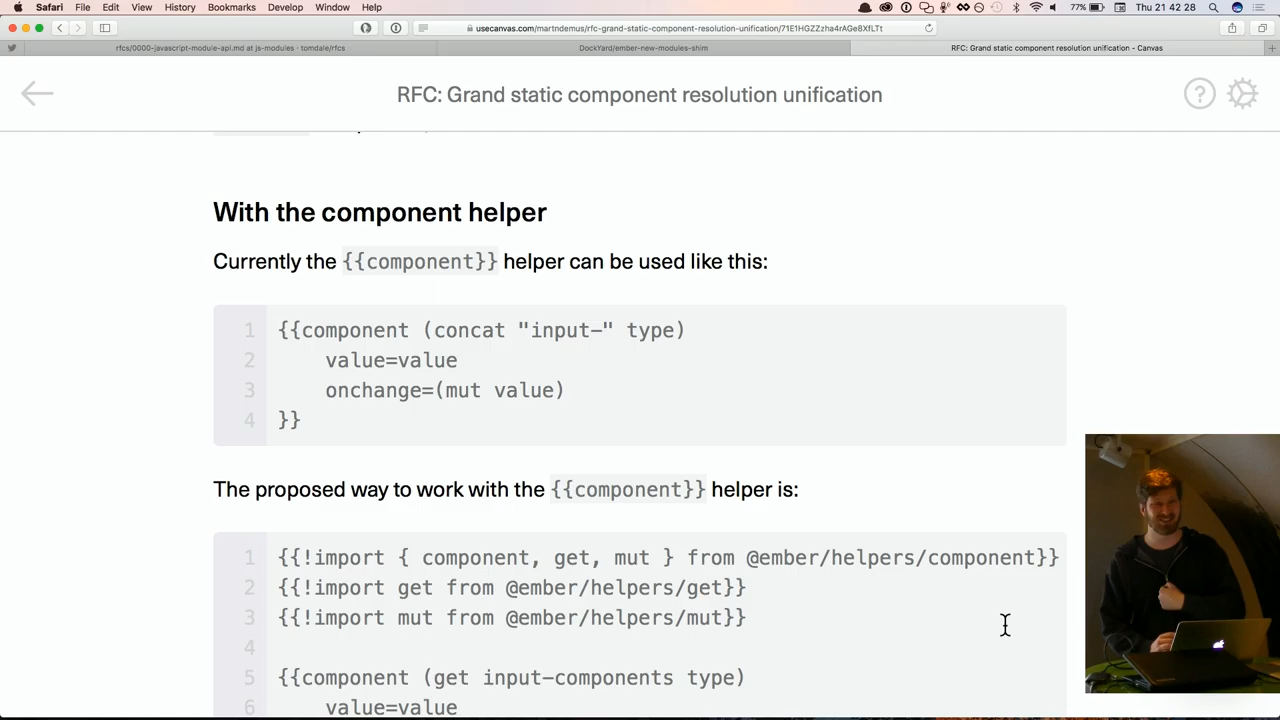 Safari File Edit View History Bookmarks Develop Window Help 77% Thu 21 42 28
usecanvas.com/martndemus/rfc-grand-static-component-resolution-unification/71E1HGZZzha4rAGe8XfLTt
rfcs/0000-javascript-module-api.md at js-modules · tomdale/rfcs DockYard/ember-new-modules-shim RFC: Grand static component resolution unification - Canvas
RFC: Grand static component resolution unification
With the component helper
Currently the {{component}} helper can be used like this:
1 {{component (concat "input-" type)
2 value=value
3 onchange=(mut value)
4 }}
The proposed way to work with the {{component}} helper is:
1 {{!import { component, get, mut } from @ember/helpers/component}}
2 {{!import get from @ember/helpers/get}}
3 {{!import mut from @ember/helpers/mut}}
4
5 {{component (get input-components type)
6 value=value